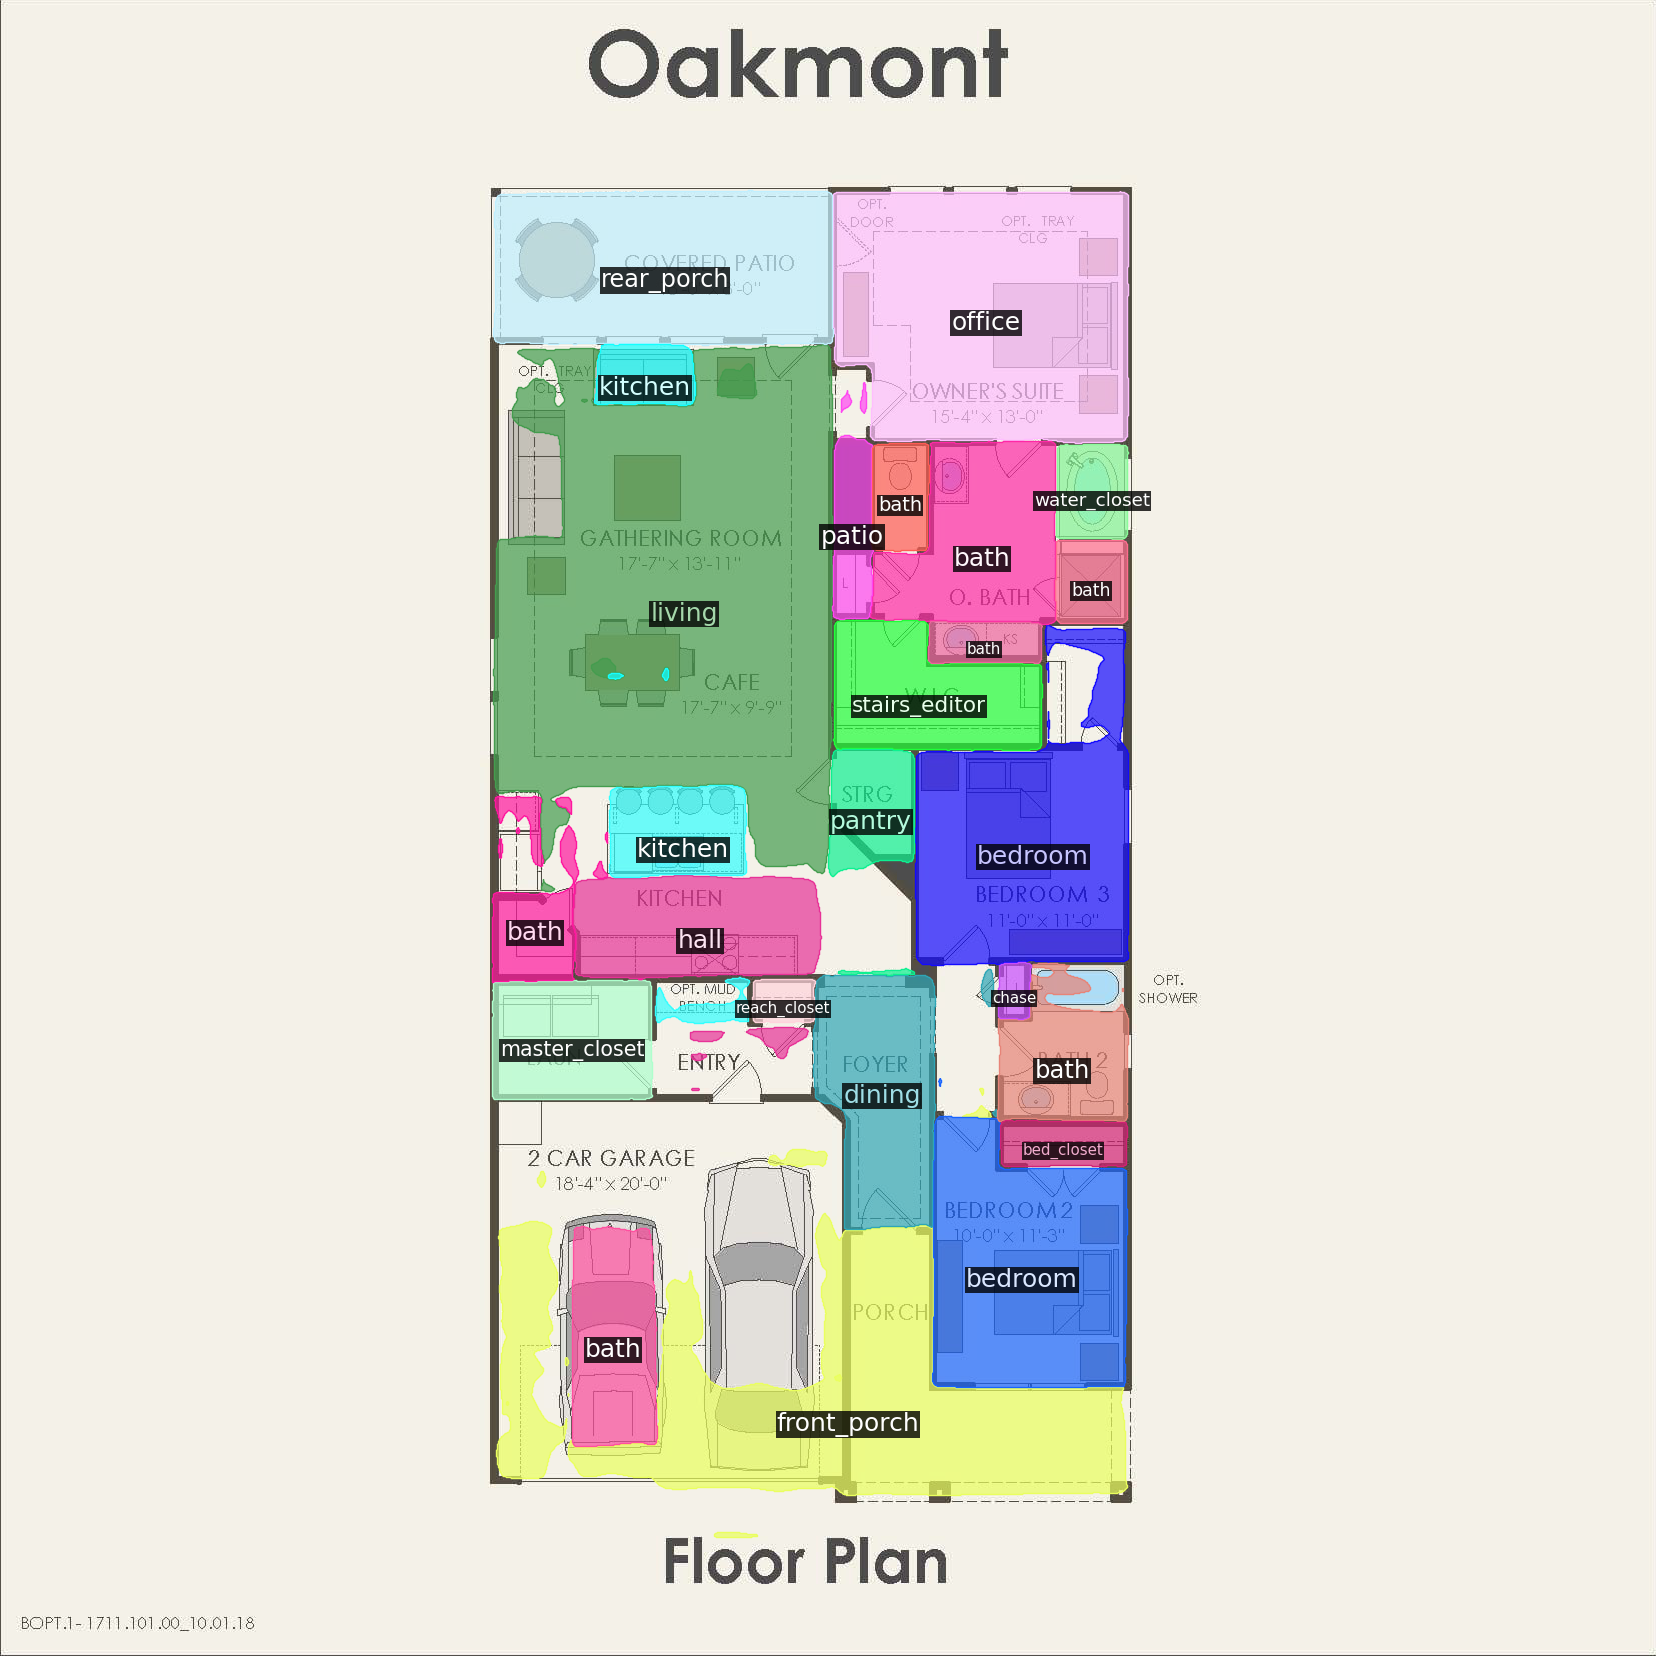 Oakmont
OPT.
DOOR
OPT. TRAY
CLG
COVERED PATIO
rear_porch
office
OPT. TRAY
CLG
kitchen
OWNER'S SUITE
15'-4" x 13'-0"
bath
water_closet
GATHERING ROOM
17'-7" x 13'-11"
patio
bath
L
O. BATH
bath
living
KS
bath
CAFE
17'-7" x 9'-9"
W.I.C.
stairs_editor
STRG
pantry
kitchen
bedroom
BEDROOM 3
11'-0" x 11'-0"
KITCHEN
bath
hall
OPT. MUD
BENCH
reach_closet
chase
OPT.
SHOWER
master_closet
ENTRY
FOYER
dining
BATH 2
bath
bed_closet
2 CAR GARAGE
18'-4" x 20'-0"
BEDROOM 2
10'-0" x 11'-3"
bedroom
PORCH
bath
front_porch
Floor Plan
BOPT.1- 1711.101.00_10.01.18